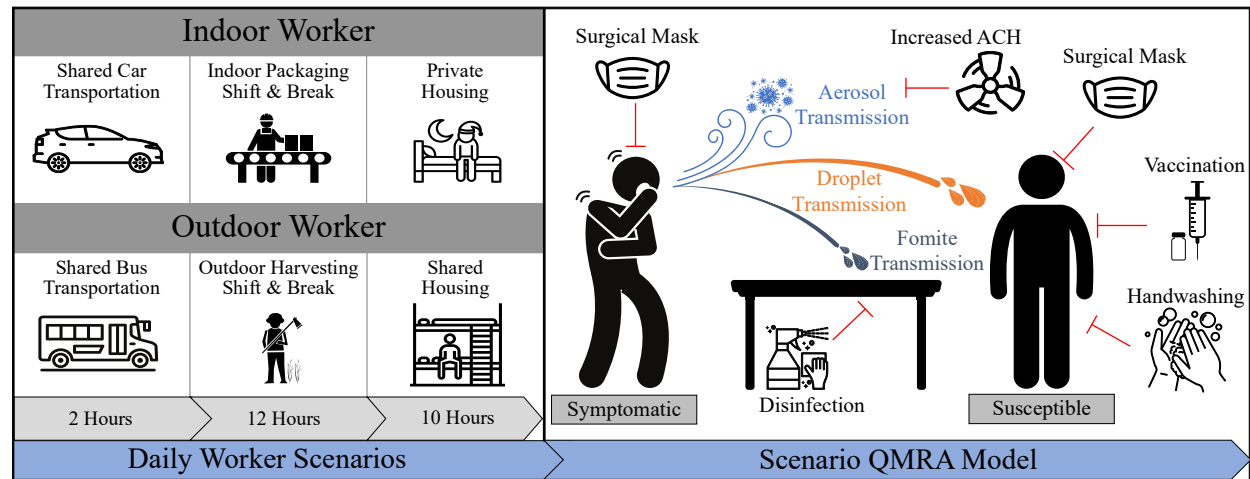 Indoor Worker
Shared Car
Transportation
Indoor Packaging
Shift & Break
Private
Housing
Outdoor Worker
Shared Bus
Transportation
Outdoor Harvesting
Shift & Break
Shared
Housing
2 Hours
12 Hours
10 Hours
Daily Worker Scenarios
Surgical Mask
Increased ACH
Surgical Mask
Aerosol
Transmission
Droplet
Transmission
Fomite
Transmission
Vaccination
Handwashing
Disinfection
Symptomatic
Susceptible
Scenario QMRA Model